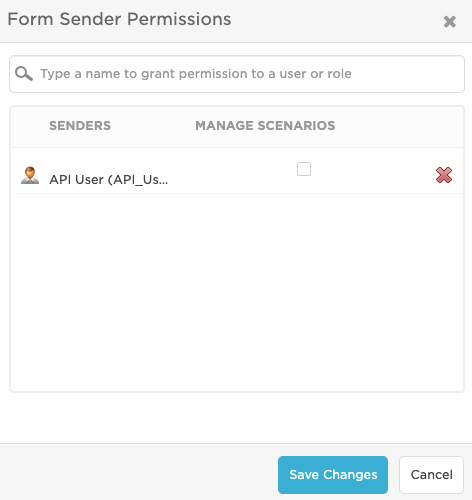 Form Sender Permissions
Type a name to grant permission to a user or role
SENDERS MANAGE SCENARIOS
API User (API_Us...
Save Changes Cancel